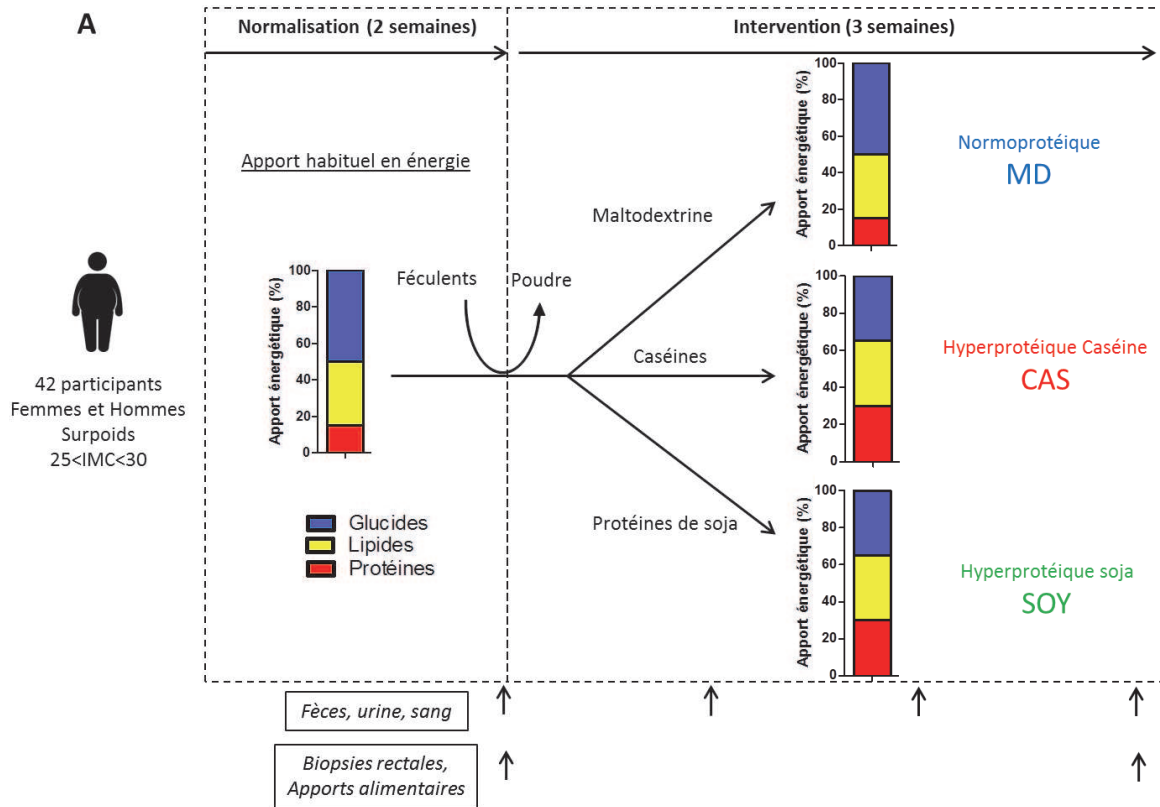 A
Normalisation (2 semaines)
Intervention (3 semaines)
Apport habituel en énergie
42 participants
Femmes et Hommes
Surpoids
25<IMC<30
Apport énergétique (%)
100
80
60
40
20
0
Glucides
Lipides
Protéines
Féculents
Poudre
Maltodextrine
Caséines
Protéines de soja
Apport énergétique (%)
100
80
60
40
20
0
Normoprotéique
MD
Apport énergétique (%)
100
80
60
40
20
0
Hyperprotéique Caséine
CAS
Apport énergétique (%)
100
80
60
40
20
0
Hyperprotéique soja
SOY
Fèces, urine, sang
Biopsies rectales,
Apports alimentaires